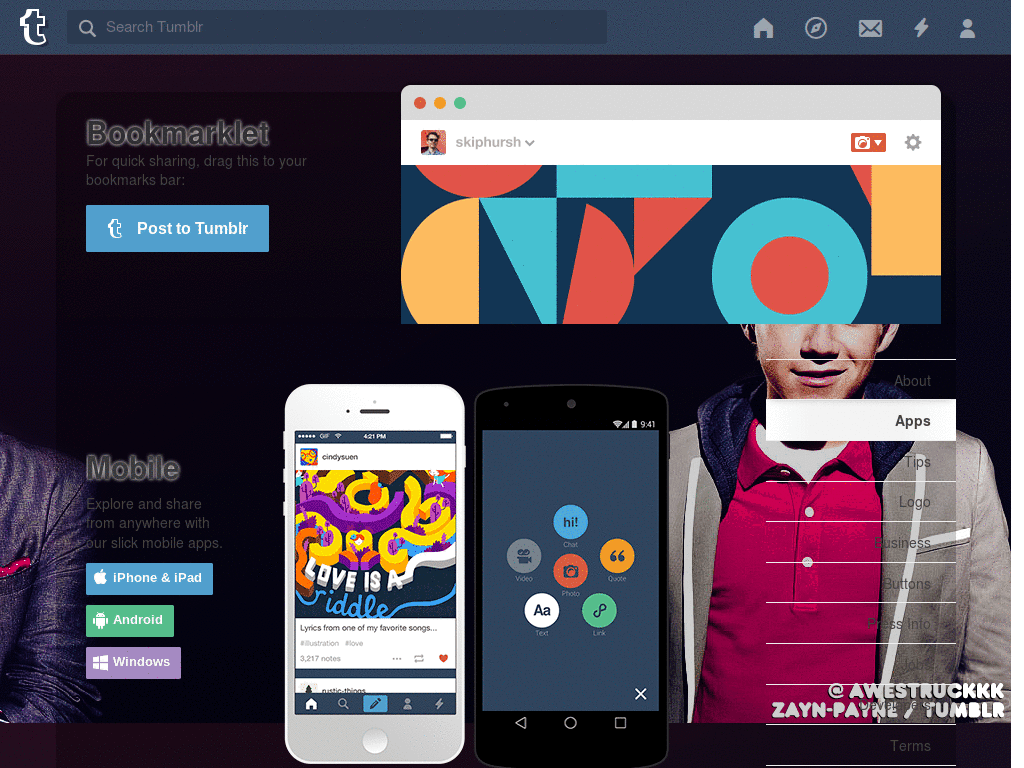 t Search Tumblr
Bookmarklet
For quick sharing, drag this to your
bookmarks bar:
Post to Tumblr
skiphursh
About
Apps
Tips
Logo
Business
Buttons
Press Info
Jobs
Developers
Terms
Mobile
Explore and share
from anywhere with
our slick mobile apps.
iPhone & iPad
Android
Windows
GIF 4:21 PM
cindysuen
LOVE IS A
riddle
Lyrics from one of my favorite songs...
#illustration #love
3,217 notes
rustic-things
9:41
hi!
Chat
Video
Quote
Photo
Aa
Text
Link
@ AWESTRUCKKK
ZAYN-PAYNE / TUMBLR